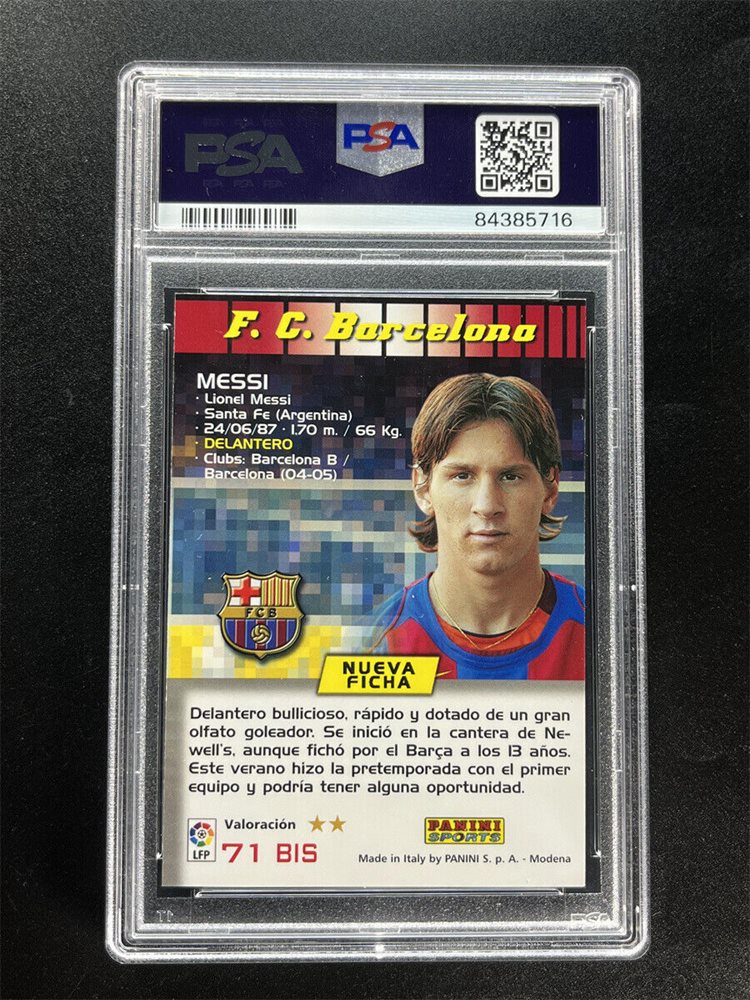 PSA
PSA
84385716
F. C. Barcelona
MESSI
· Lionel Messi
· Santa Fe (Argentina)
· 24/06/87 · 1.70 m. / 66 Kg.
· DELANTERO
· Clubs: Barcelona B /
Barcelona (04-05)
FCB
NUEVA
FICHA
Delantero bullicioso, rápido y dotado de un gran
olfato goleador. Se inició en la cantera de Ne-
well's, aunque fichó por el Barça a los 13 años.
Este verano hizo la pretemporada con el primer
equipo y podría tener alguna oportunidad.
Valoración ★★
LFP
71 BIS
PANINI
SPORTS
Made in Italy by PANINI S. p. A. - Modena
PSA